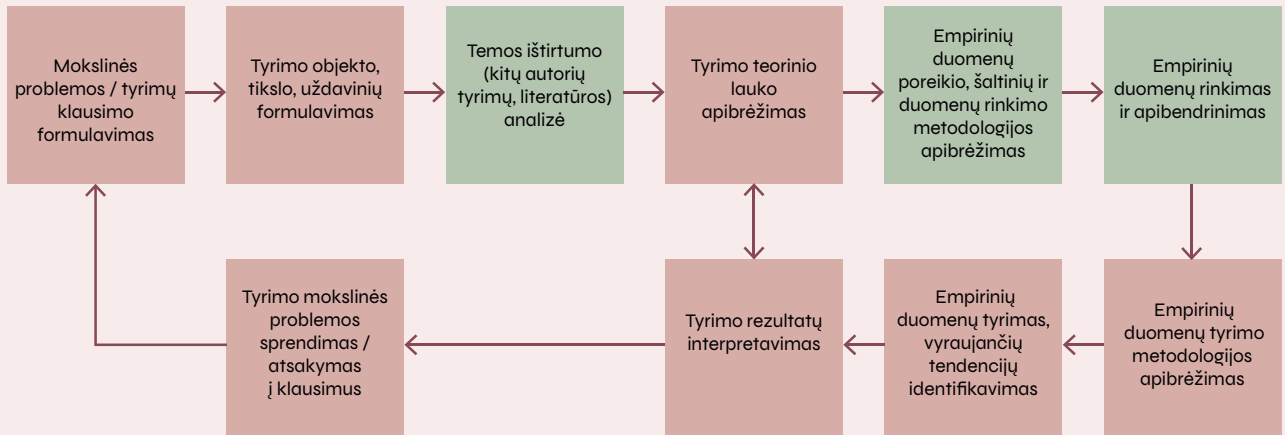 Mokslinės
problemos / tyrimų
klausimo
formulavimas
Tyrimo objekto,
tikslo, uždavinių
formulavimas
Temos ištirtumo
(kitų autorių
tyrimų, literatūros)
analizė
Tyrimo teorinio
lauko
apibrėžimas
Empirinių
duomenų
poreikio, šaltinių ir
duomenų rinkimo
metodologijos
apibrėžimas
Empirinių
duomenų rinkimas
ir apibendrinimas
Tyrimo mokslinės
problemos
sprendimas /
atsakymas
į klausimus
Tyrimo rezultatų
interpretavimas
Empirinių
duomenų tyrimas,
vyraujančių
tendencijų
identifikavimas
Empirinių
duomenų tyrimo
metodologijos
apibrėžimas